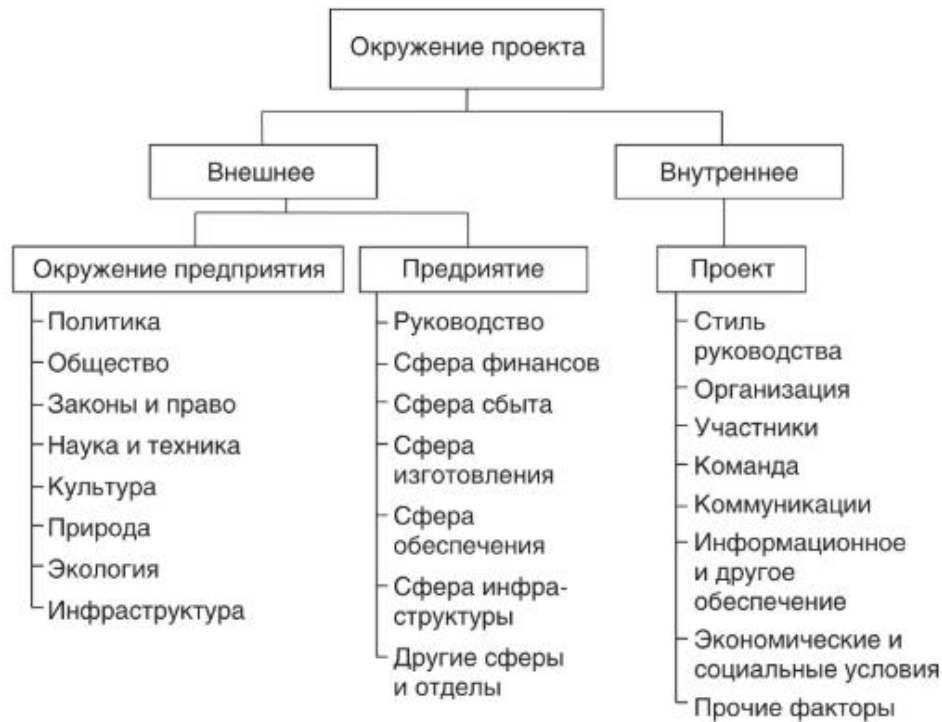 Окружение проекта
Внешнее
Внутреннее
Окружение предприятия
Политика
Общество
Законы и право
Наука и техника
Культура
Природа
Экология
Инфраструктура
Предриятие
Руководство
Сфера финансов
Сфера сбыта
Сфера
изготовления
Сфера
обеспечения
Сфера инфра-
структуры
Другие сферы
и отделы
Проект
Стиль
руководства
Организация
Участники
Команда
Коммуникации
Информационное
и другое
обеспечение
Экономические и
социальные условия
Прочие факторы